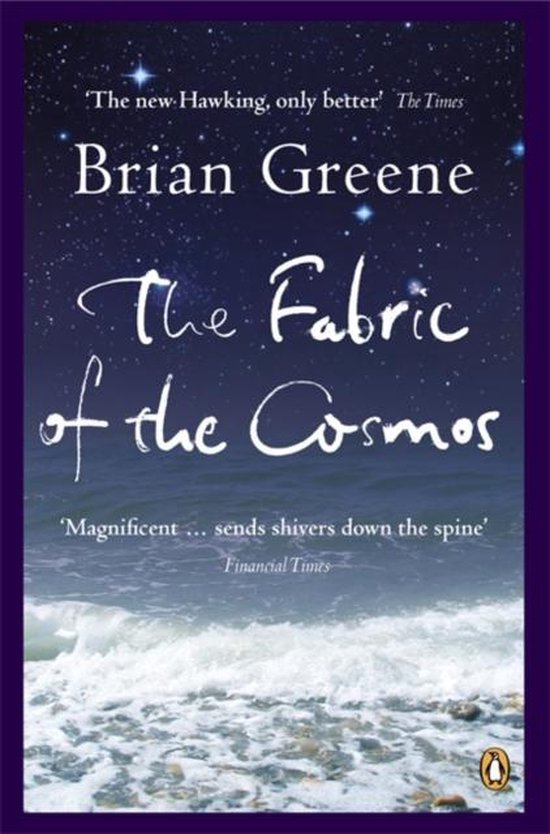 ‘The new Hawking, only better’ The Times
Brian Greene
The Fabric
of the Cosmos
‘Magnificent … sends shivers down the spine’
Financial Times